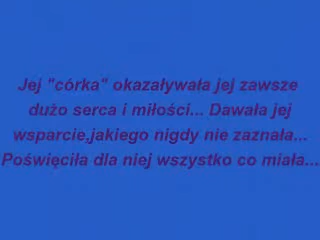 Jej "córka" okazaływała jej zawsze
dużo serca i miłości... Dawała jej
wsparcie,jakiego nigdy nie zaznała...
Poświęciła dla niej wszystko co miała...